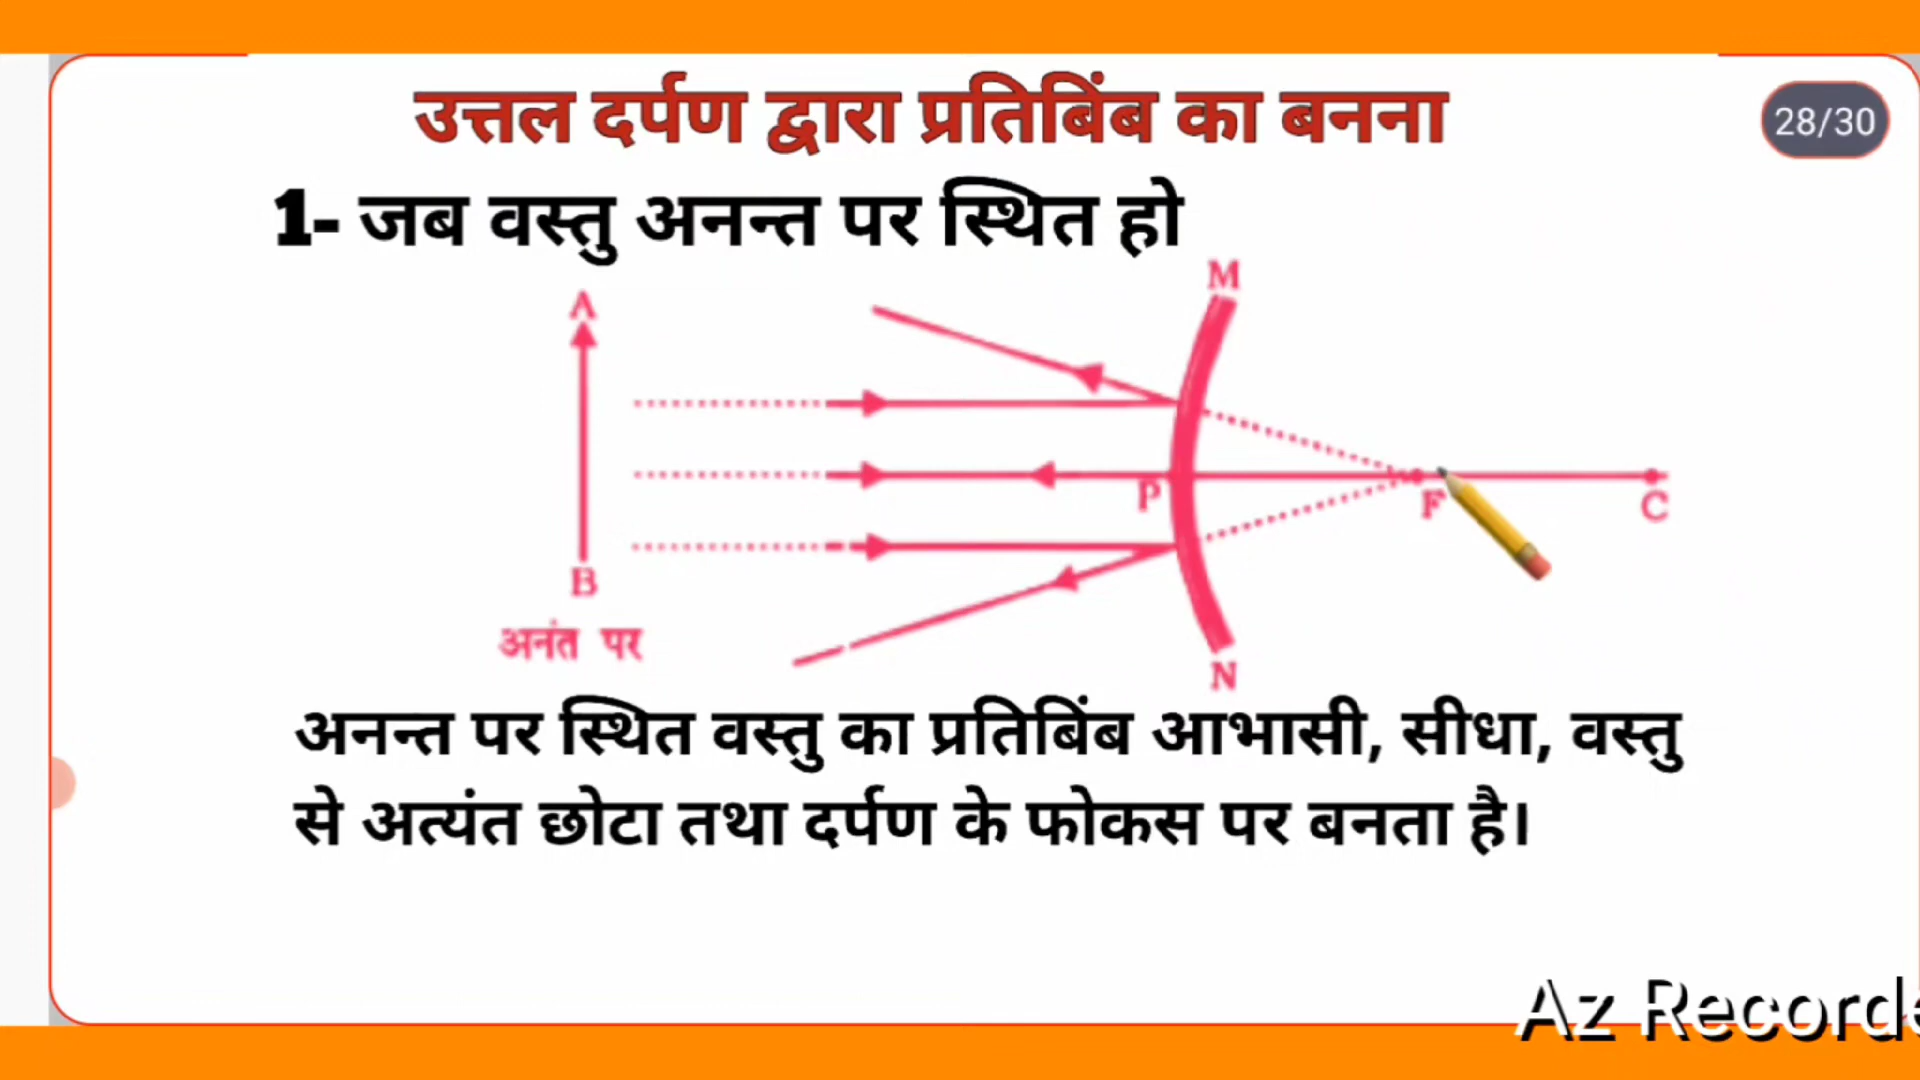 उत्तल दर्पण द्वारा प्रतिबिंब का बनना
28/30
1- जब वस्तु अनन्त पर स्थित हो
M
A
P
F
C
B
अनंत पर
N
अनन्त पर स्थित वस्तु का प्रतिबिंब आभासी, सीधा, वस्तु
से अत्यंत छोटा तथा दर्पण के फोकस पर बनता है।
Az Recorde